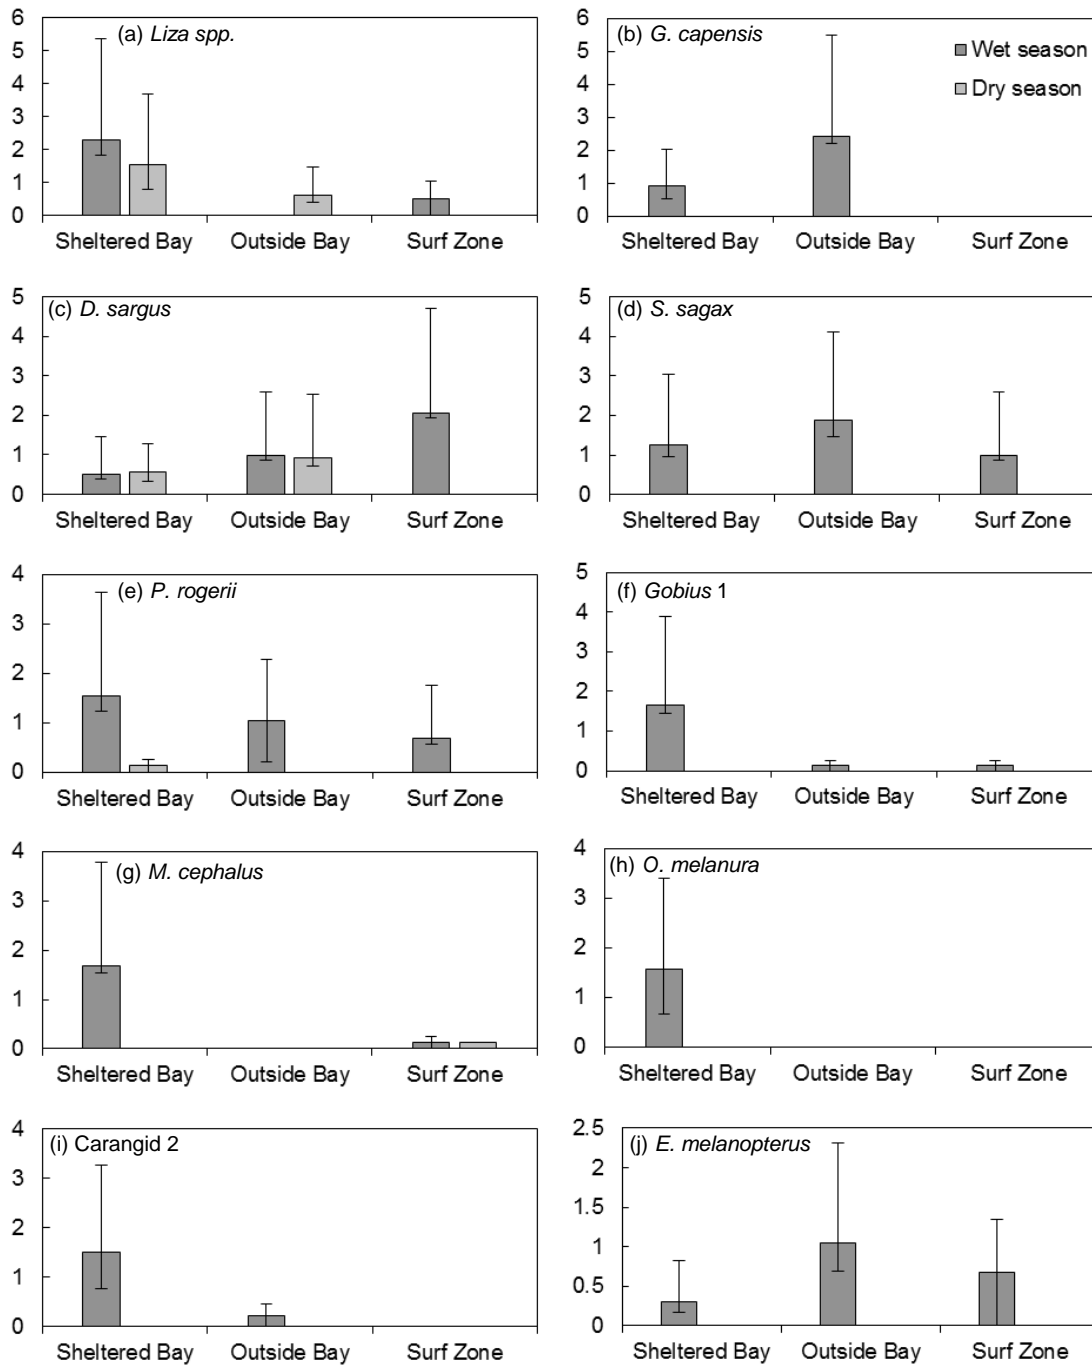 (a) Liza spp.
6
5
4
3
2
1
0
Sheltered Bay Outside Bay Surf Zone
(b) G. capensis
Wet season
Dry season
6
5
4
3
2
1
0
Sheltered Bay Outside Bay Surf Zone
(c) D. sargus
5
4
3
2
1
0
Sheltered Bay Outside Bay Surf Zone
(d) S. sagax
5
4
3
2
1
0
Sheltered Bay Outside Bay Surf Zone
(e) P. rogerii
4
3
2
1
0
Sheltered Bay Outside Bay Surf Zone
(f) Gobius 1
5
4
3
2
1
0
Sheltered Bay Outside Bay Surf Zone
(g) M. cephalus
4
3
2
1
0
Sheltered Bay Outside Bay Surf Zone
(h) O. melanura
4
3
2
1
0
Sheltered Bay Outside Bay Surf Zone
(i) Carangid 2
4
3
2
1
0
Sheltered Bay Outside Bay Surf Zone
(j) E. melanopterus
2.5
2
1.5
1
0.5
0
Sheltered Bay Outside Bay Surf Zone